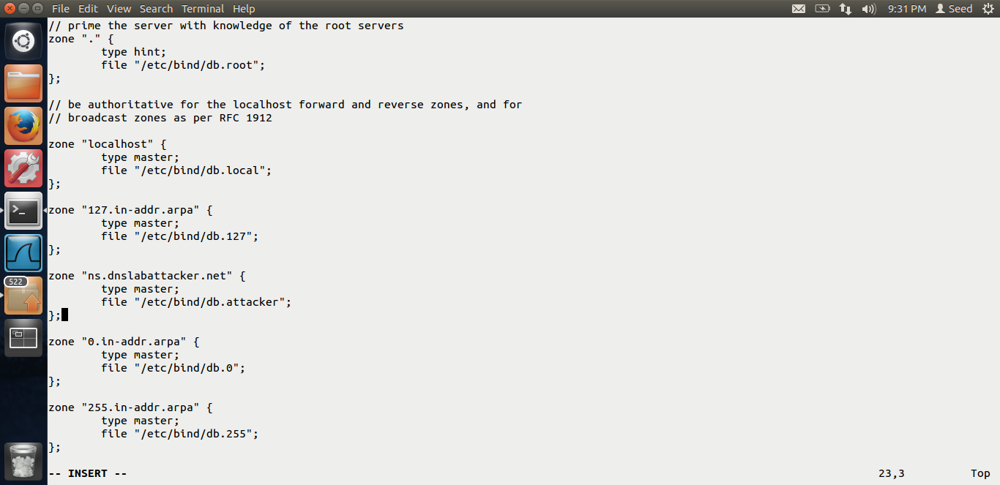 File Edit View Search Terminal Help 9:31 PM Seed
// prime the server with knowledge of the root servers
zone "." {
        type hint;
        file "/etc/bind/db.root";
};

// be authoritative for the localhost forward and reverse zones, and for
// broadcast zones as per RFC 1912

zone "localhost" {
        type master;
        file "/etc/bind/db.local";
};

zone "127.in-addr.arpa" {
        type master;
        file "/etc/bind/db.127";
};

zone "ns.dnslabattacker.net" {
        type master;
        file "/etc/bind/db.attacker";
};

zone "0.in-addr.arpa" {
        type master;
        file "/etc/bind/db.0";
};

zone "255.in-addr.arpa" {
        type master;
        file "/etc/bind/db.255";
};
-- INSERT -- 23,3 Top
>_
522